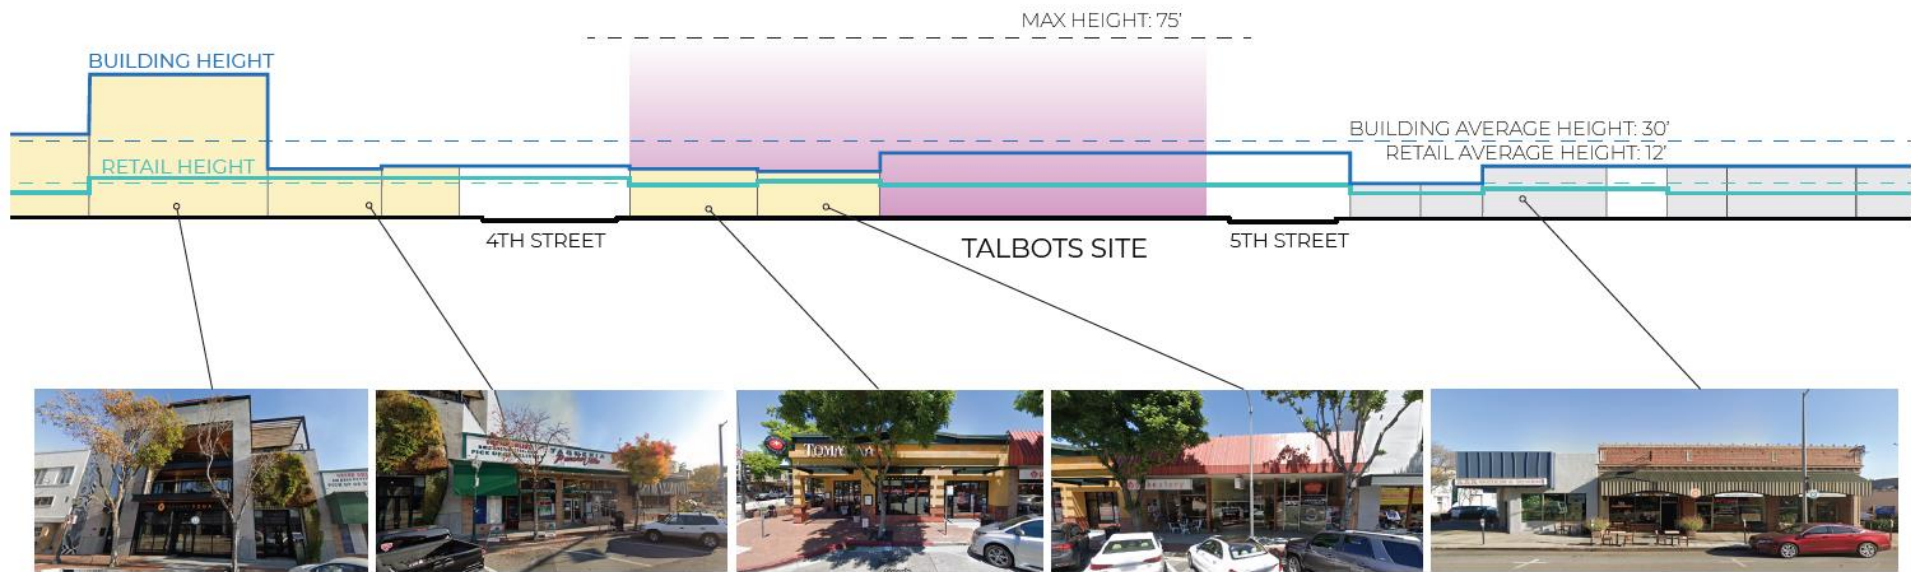 MAX HEIGHT: 75'
BUILDING HEIGHT
BUILDING AVERAGE HEIGHT: 30'
RETAIL AVERAGE HEIGHT: 12'
RETAIL HEIGHT
4TH STREET
TALBOTS SITE
5TH STREET
TAQUERIA